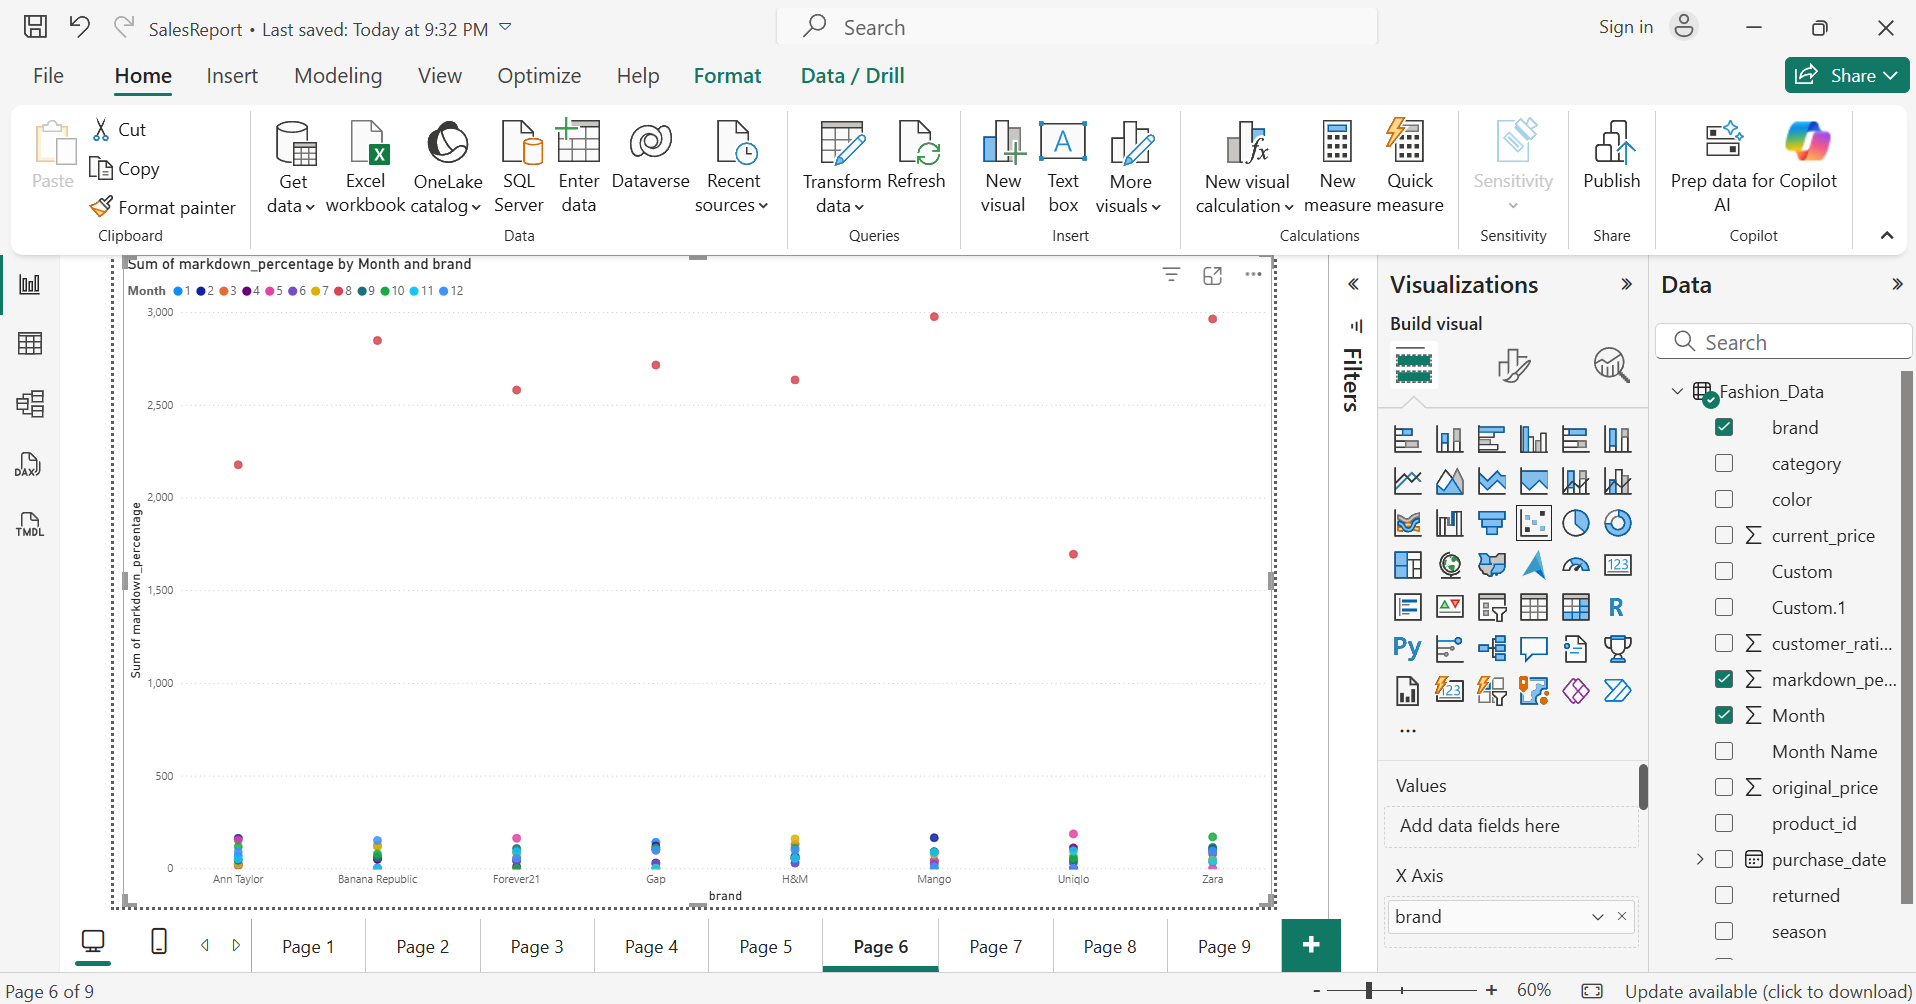 SalesReport • Last saved: Today at 9:32 PM
Search
Sign in
File Home Insert Modeling View Optimize Help Format Data / Drill
Share
Paste
Cut
Copy
Format painter
Clipboard
Get data
Excel workbook
OneLake catalog
SQL Server
Enter data
Dataverse
Recent sources
Data
Transform data
Refresh
Queries
New visual
Text box
More visuals
Insert
New visual calculation
New measure
Quick measure
Calculations
Sensitivity
Sensitivity
Publish
Share
Prep data for AI
Copilot
Copilot
DAX
TMDL
Sum of markdown_percentage by Month and brand
Month 1 2 3 4 5 6 7 8 9 10 11 12
3,000
2,500
2,000
1,500
1,000
500
0
Sum of markdown_percentage
Ann Taylor Banana Republic Forever21 Gap H&M Mango Uniqlo Zara
brand
Filters
Visualizations
Build visual
123
R
Py
123
Values
Add data fields here
X Axis
brand
Data
Search
Fashion_Data
brand
category
color
current_price
Custom
Custom.1
customer_rati...
markdown_pe...
Month
Month Name
original_price
product_id
purchase_date
returned
season
Page 1 Page 2 Page 3 Page 4 Page 5 Page 6 Page 7 Page 8 Page 9 +
Page 6 of 9
- + 60%
Update available (click to download)